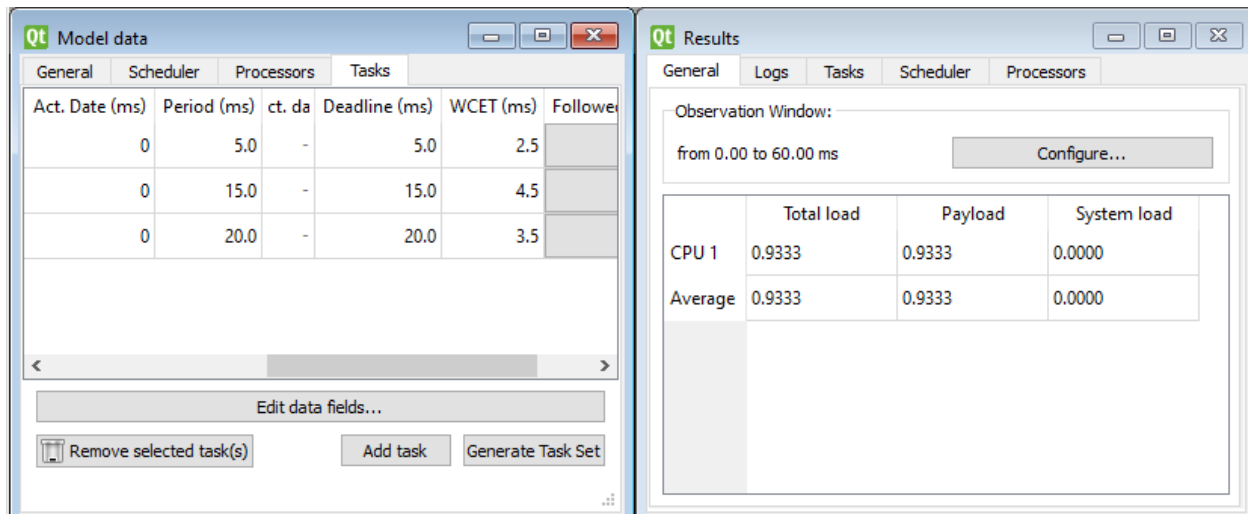 Qt Model data
General Scheduler Processors Tasks
Act. Date (ms) Period (ms) ct. da Deadline (ms) WCET (ms) Followe
0 5.0 - 5.0 2.5
0 15.0 - 15.0 4.5
0 20.0 - 20.0 3.5
Edit data fields...
Remove selected task(s) Add task Generate Task Set
Qt Results
General Logs Tasks Scheduler Processors
Observation Window:
from 0.00 to 60.00 ms Configure...
Total load Payload System load
CPU 1 0.9333 0.9333 0.0000
Average 0.9333 0.9333 0.0000